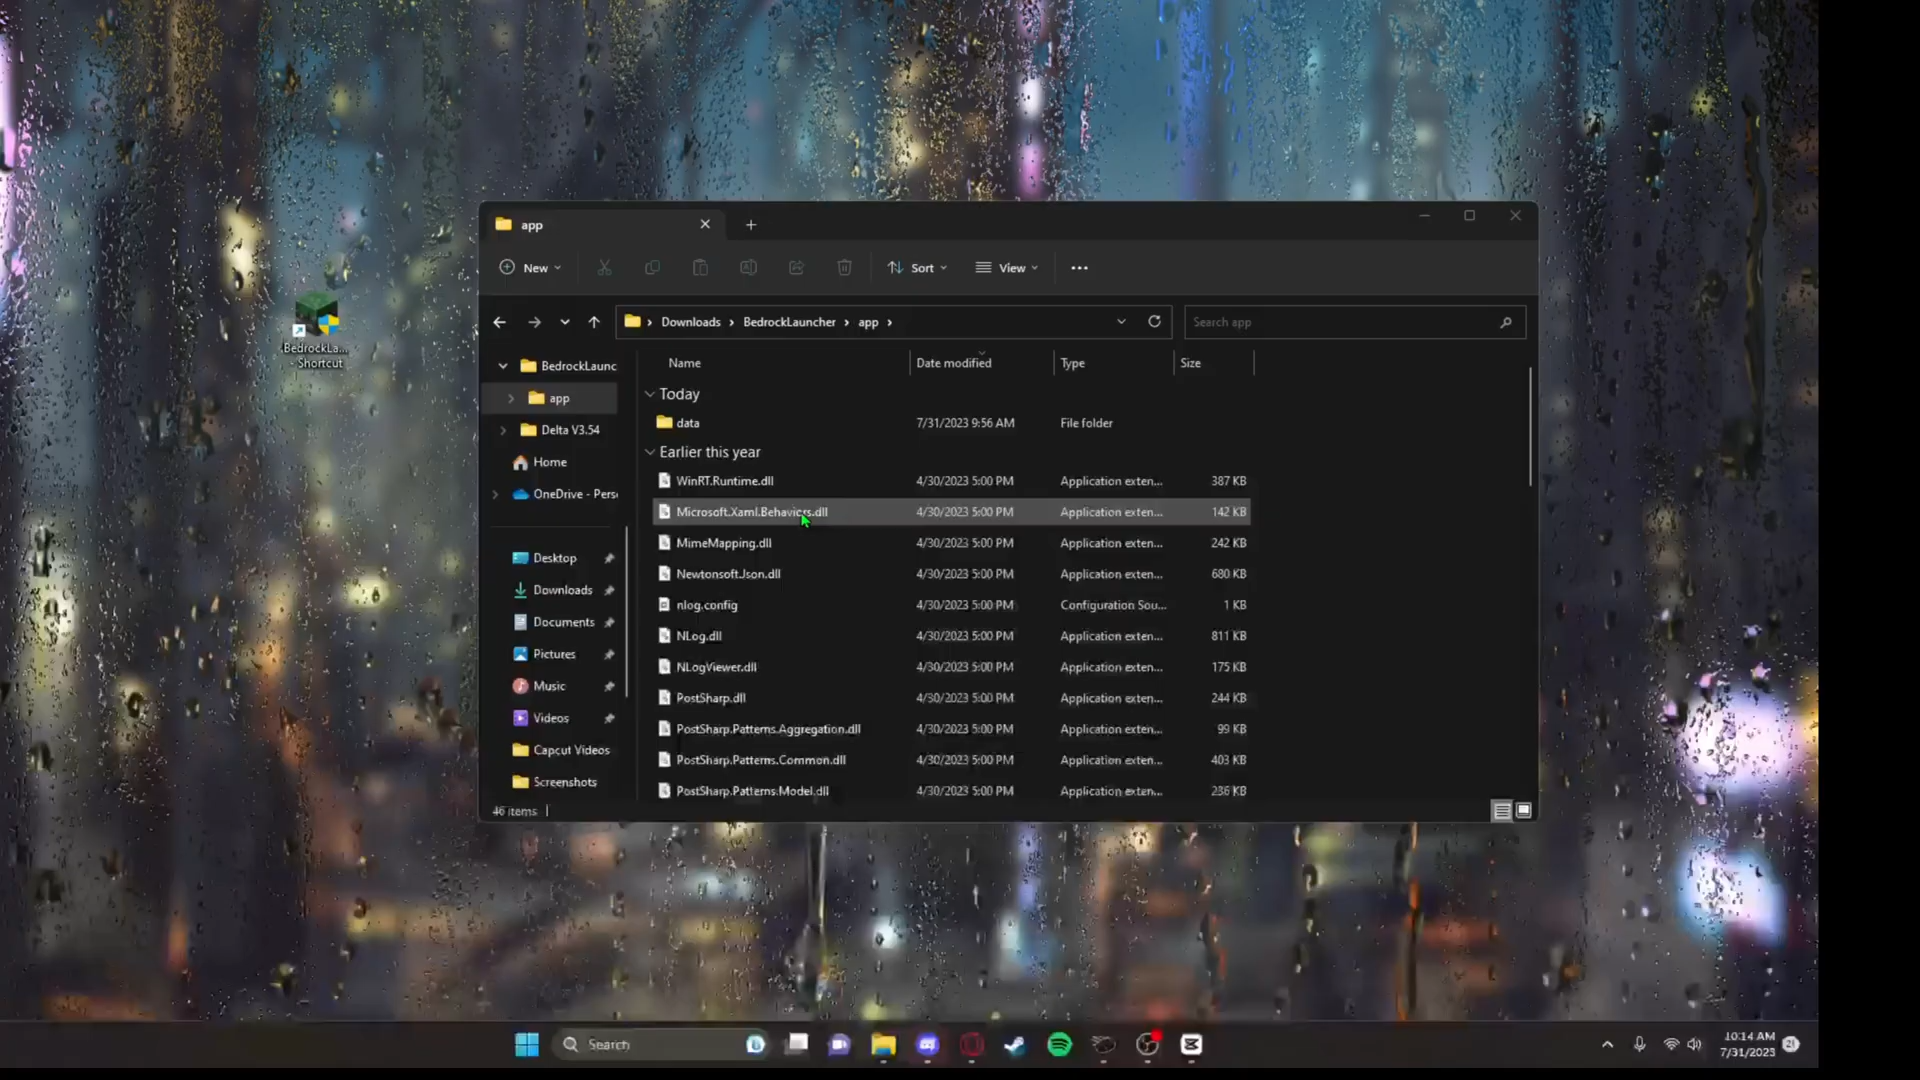 app
New
Sort
View
Downloads
BedrockLauncher
app
Search app
BedrockLa...
- Shortcut
BedrockLaunc
app
Delta V3.54
Home
OneDrive - Pers
Desktop
Downloads
Documents
Pictures
Music
Videos
Capcut Videos
Screenshots
Name Date modified Type Size
Today
data 7/31/2023 9:56 AM File folder
Earlier this year
WinRT.Runtime.dll 4/30/2023 5:00 PM Application exten... 387 KB
Microsoft.Xaml.Behaviors.dll 4/30/2023 5:00 PM Application exten... 142 KB
MimeMapping.dll 4/30/2023 5:00 PM Application exten... 242 KB
Newtonsoft.Json.dll 4/30/2023 5:00 PM Application exten... 680 KB
nlog.config 4/30/2023 5:00 PM Configuration Sou... 1 KB
NLog.dll 4/30/2023 5:00 PM Application exten... 811 KB
NLogViewer.dll 4/30/2023 5:00 PM Application exten... 175 KB
PostSharp.dll 4/30/2023 5:00 PM Application exten... 244 KB
PostSharp.Patterns.Aggregation.dll 4/30/2023 5:00 PM Application exten... 99 KB
PostSharp.Patterns.Common.dll 4/30/2023 5:00 PM Application exten... 403 KB
PostSharp.Patterns.Model.dll 4/30/2023 5:00 PM Application exten... 236 KB
46 items
Search
10:14 AM
7/31/2023
21